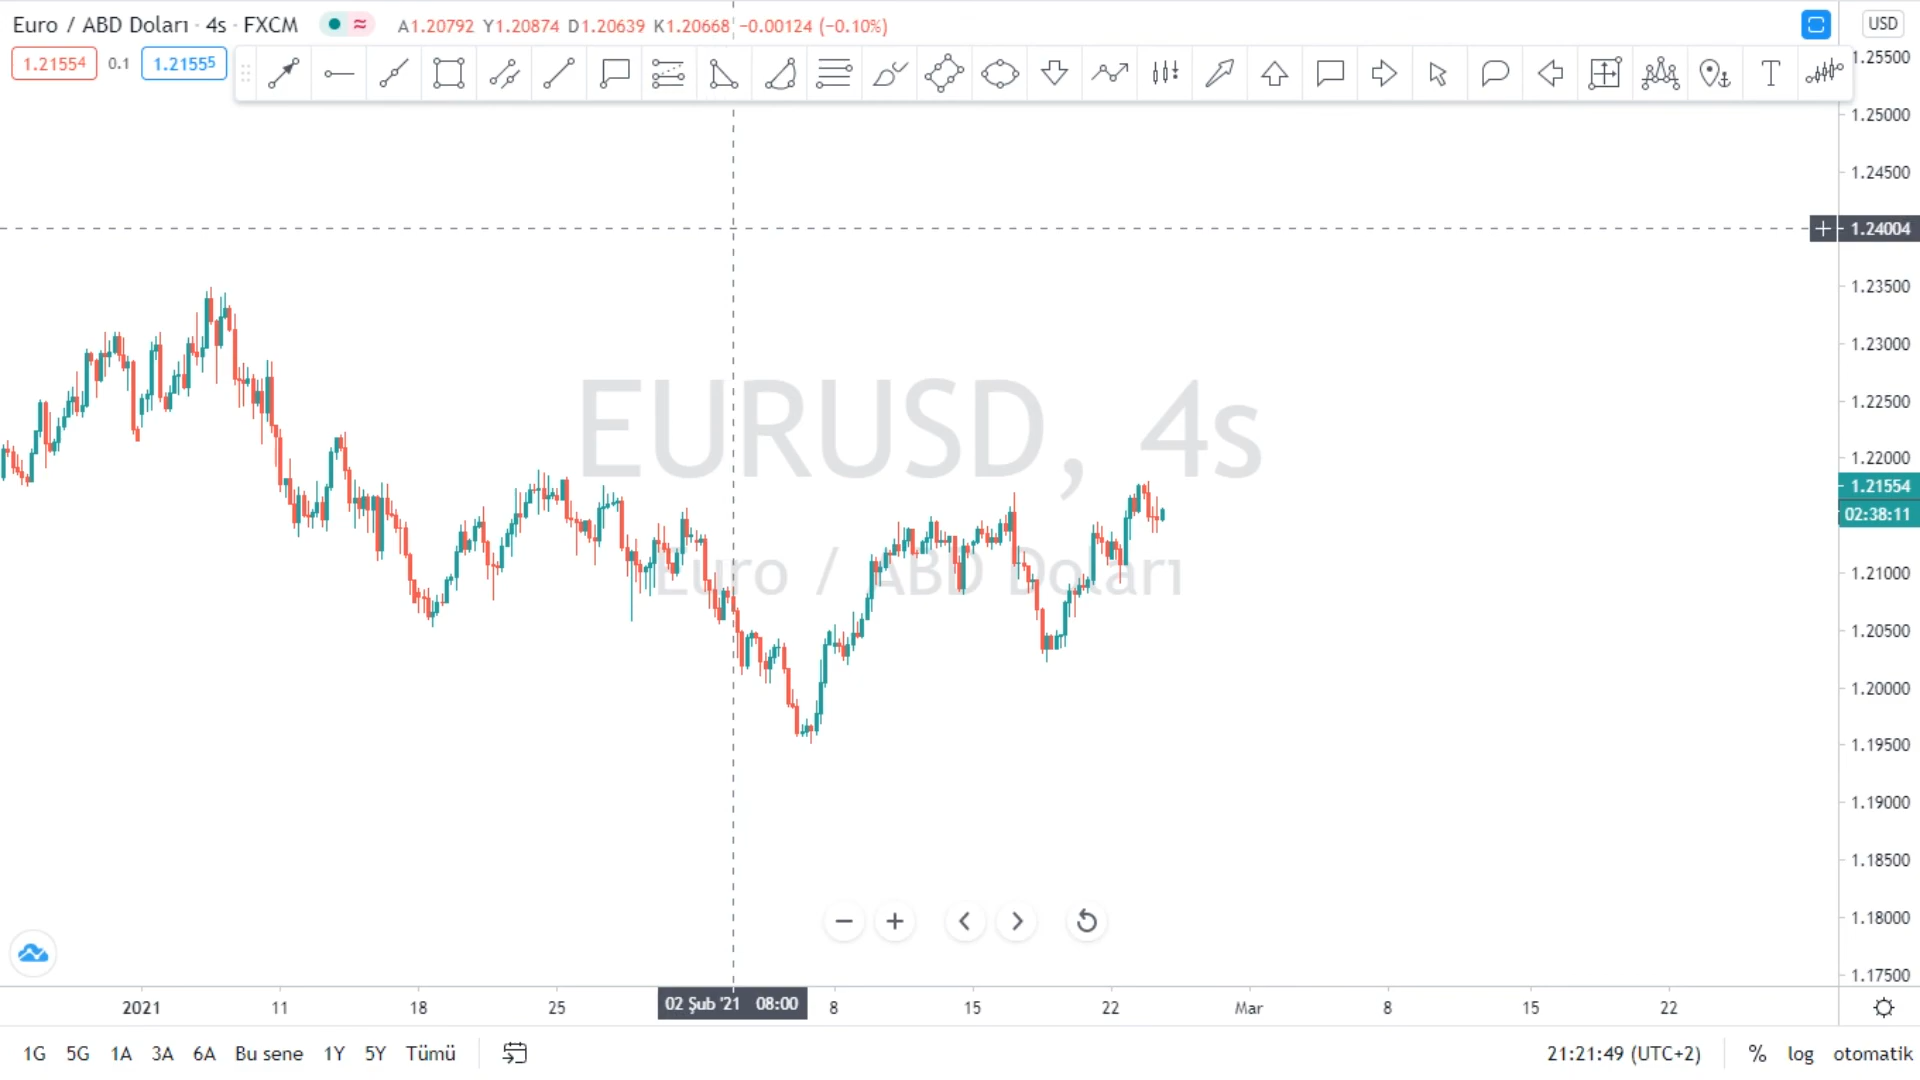 Euro / ABD Doları · 4s · FXCM
A1.20792 Y1.20874 D1.20639 K1.20668 −0.00124 (−0.10%)
USD
1.21554 0.1 1.21555
T
1.25500
1.25000
1.24500
1.24004
1.23500
1.23000
1.22500
1.22000
1.21554
02:38:11
1.21000
1.20500
1.20000
1.19500
1.19000
1.18500
1.18000
1.17500
EURUSD, 4s
Euro / ABD Doları
2021 11 18 25 02 Şub '21 08:00 8 15 22 Mar 8 15 22
1G 5G 1A 3A 6A Bu sene 1Y 5Y Tümü
21:21:49 (UTC+2) % log otomatik